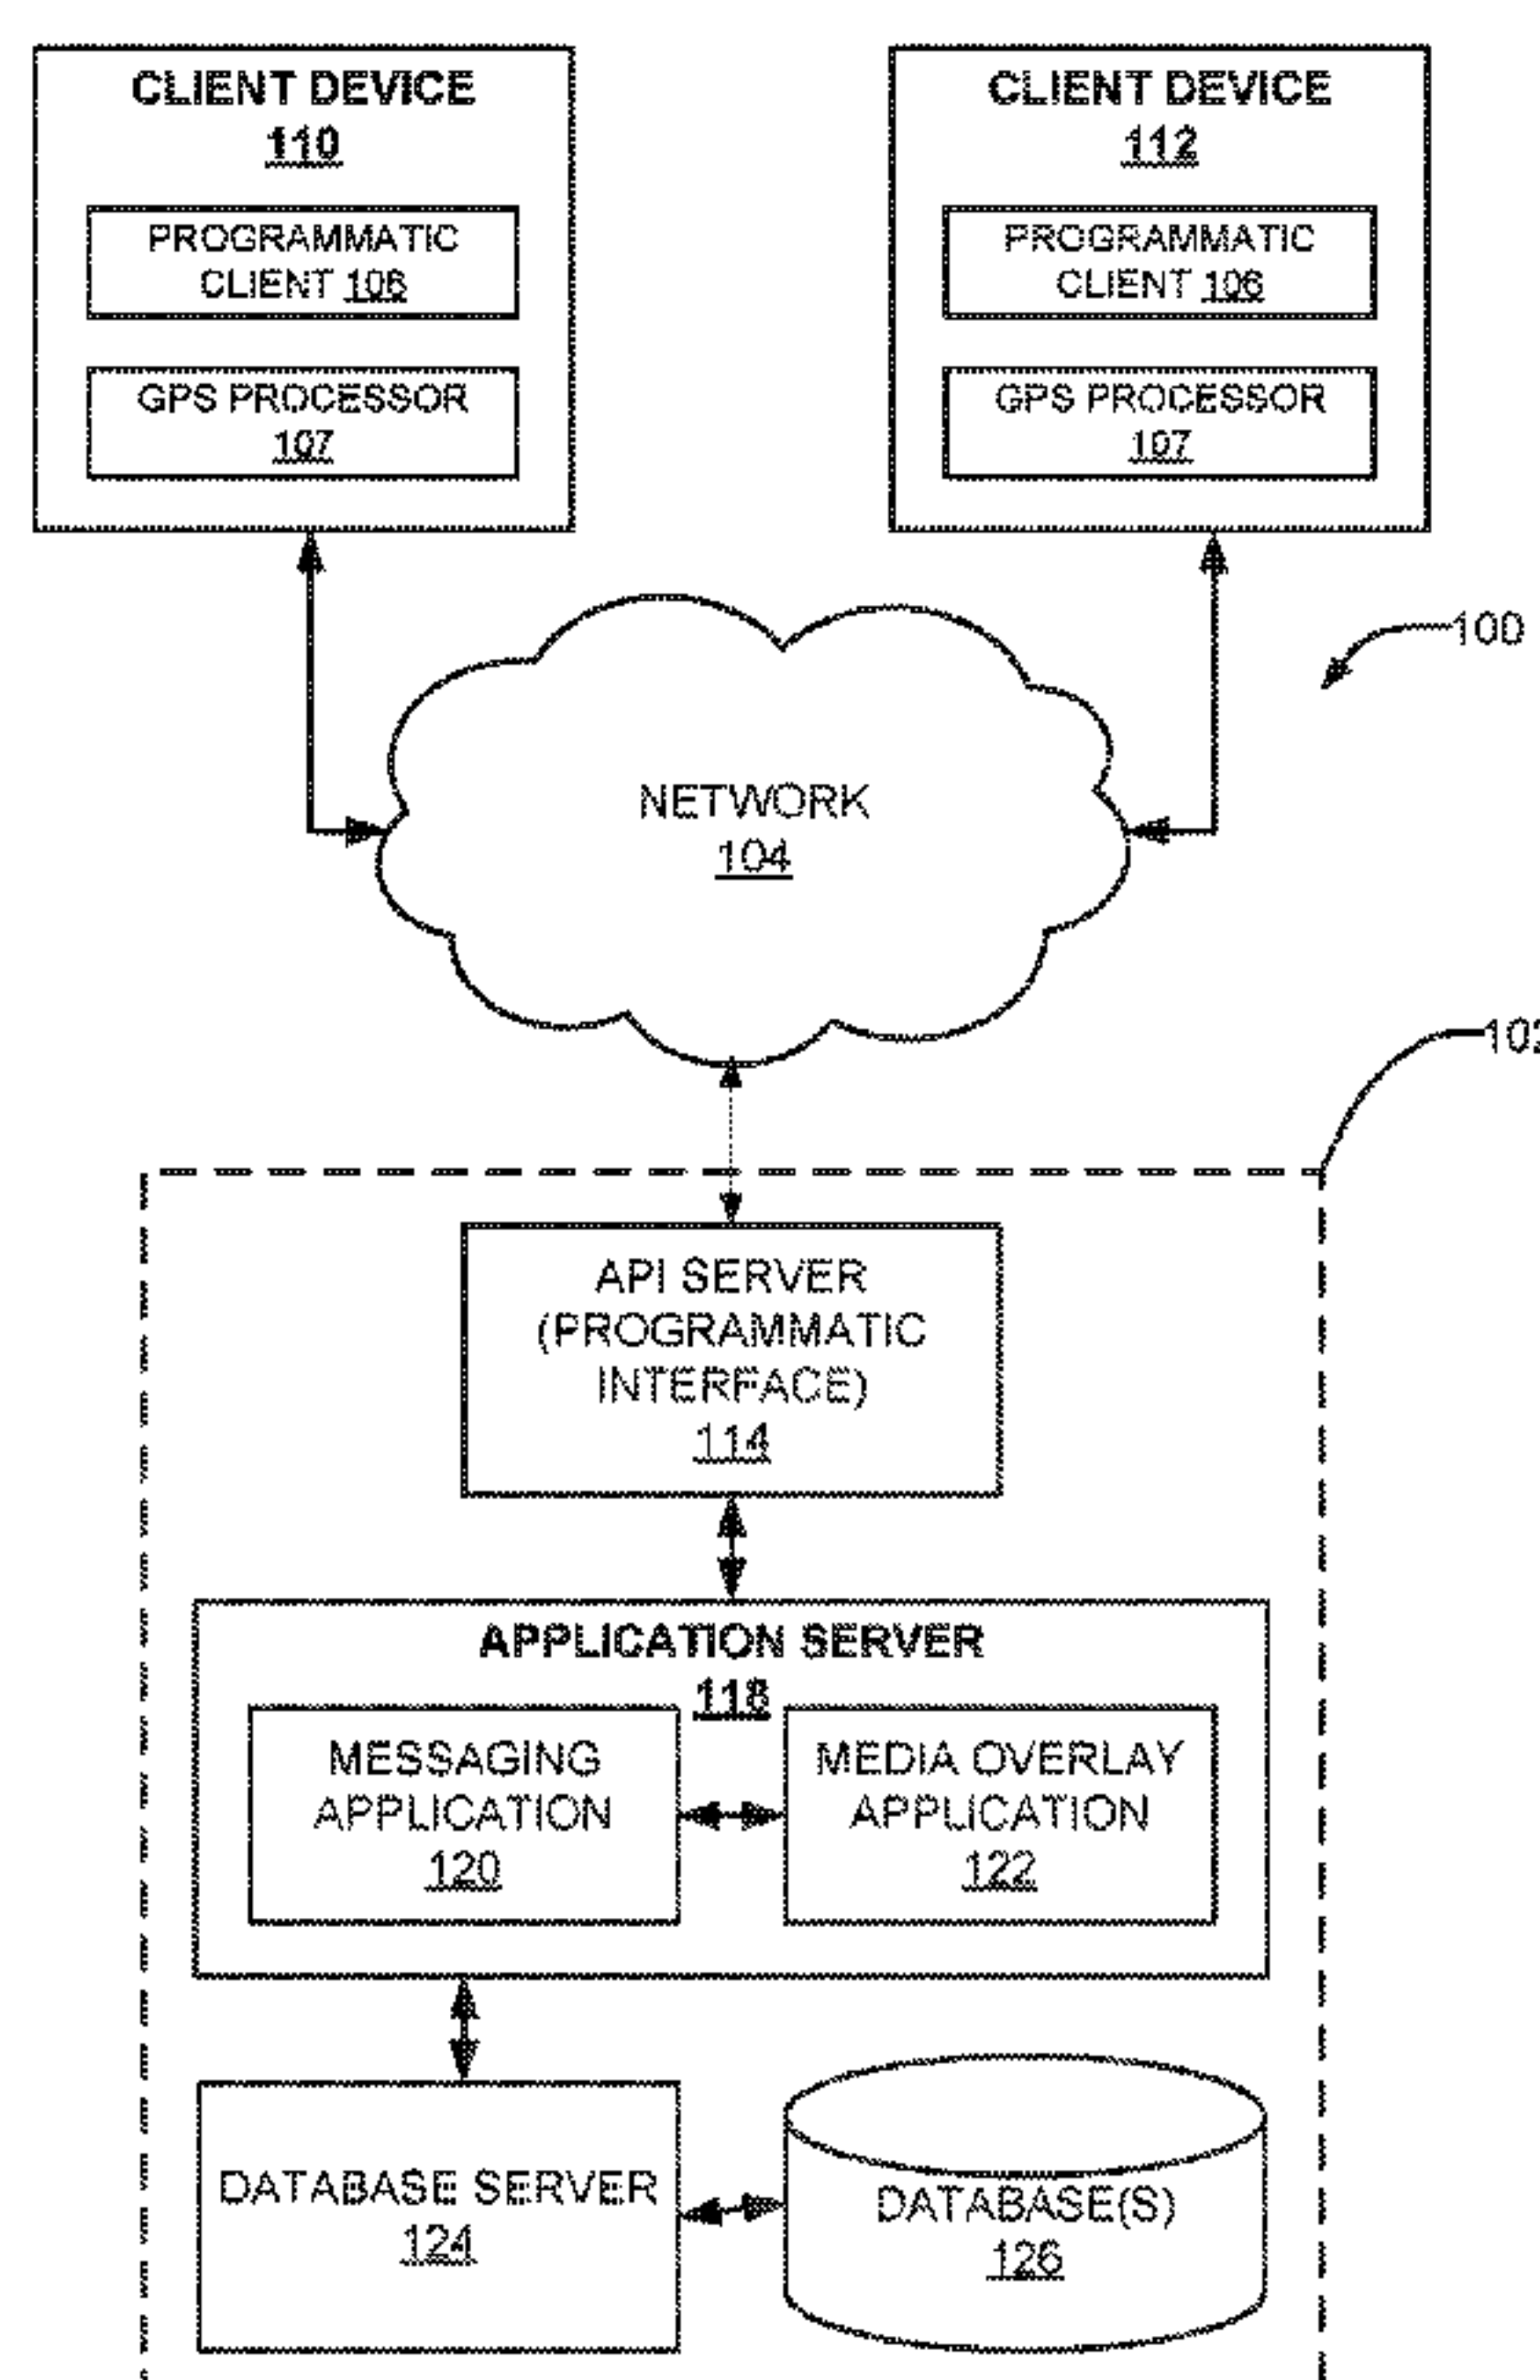 CLIENT DEVICE
110
PROGRAMMATIC
CLIENT 106
GPS PROCESSOR
107
CLIENT DEVICE
112
PROGRAMMATIC
CLIENT 106
GPS PROCESSOR
107
100
NETWORK
104
102
API SERVER
(PROGRAMMATIC
INTERFACE)
114
APPLICATION SERVER
118
MESSAGING
APPLICATION
120
MEDIA OVERLAY
APPLICATION
122
DATABASE SERVER
124
DATABASE(S)
126